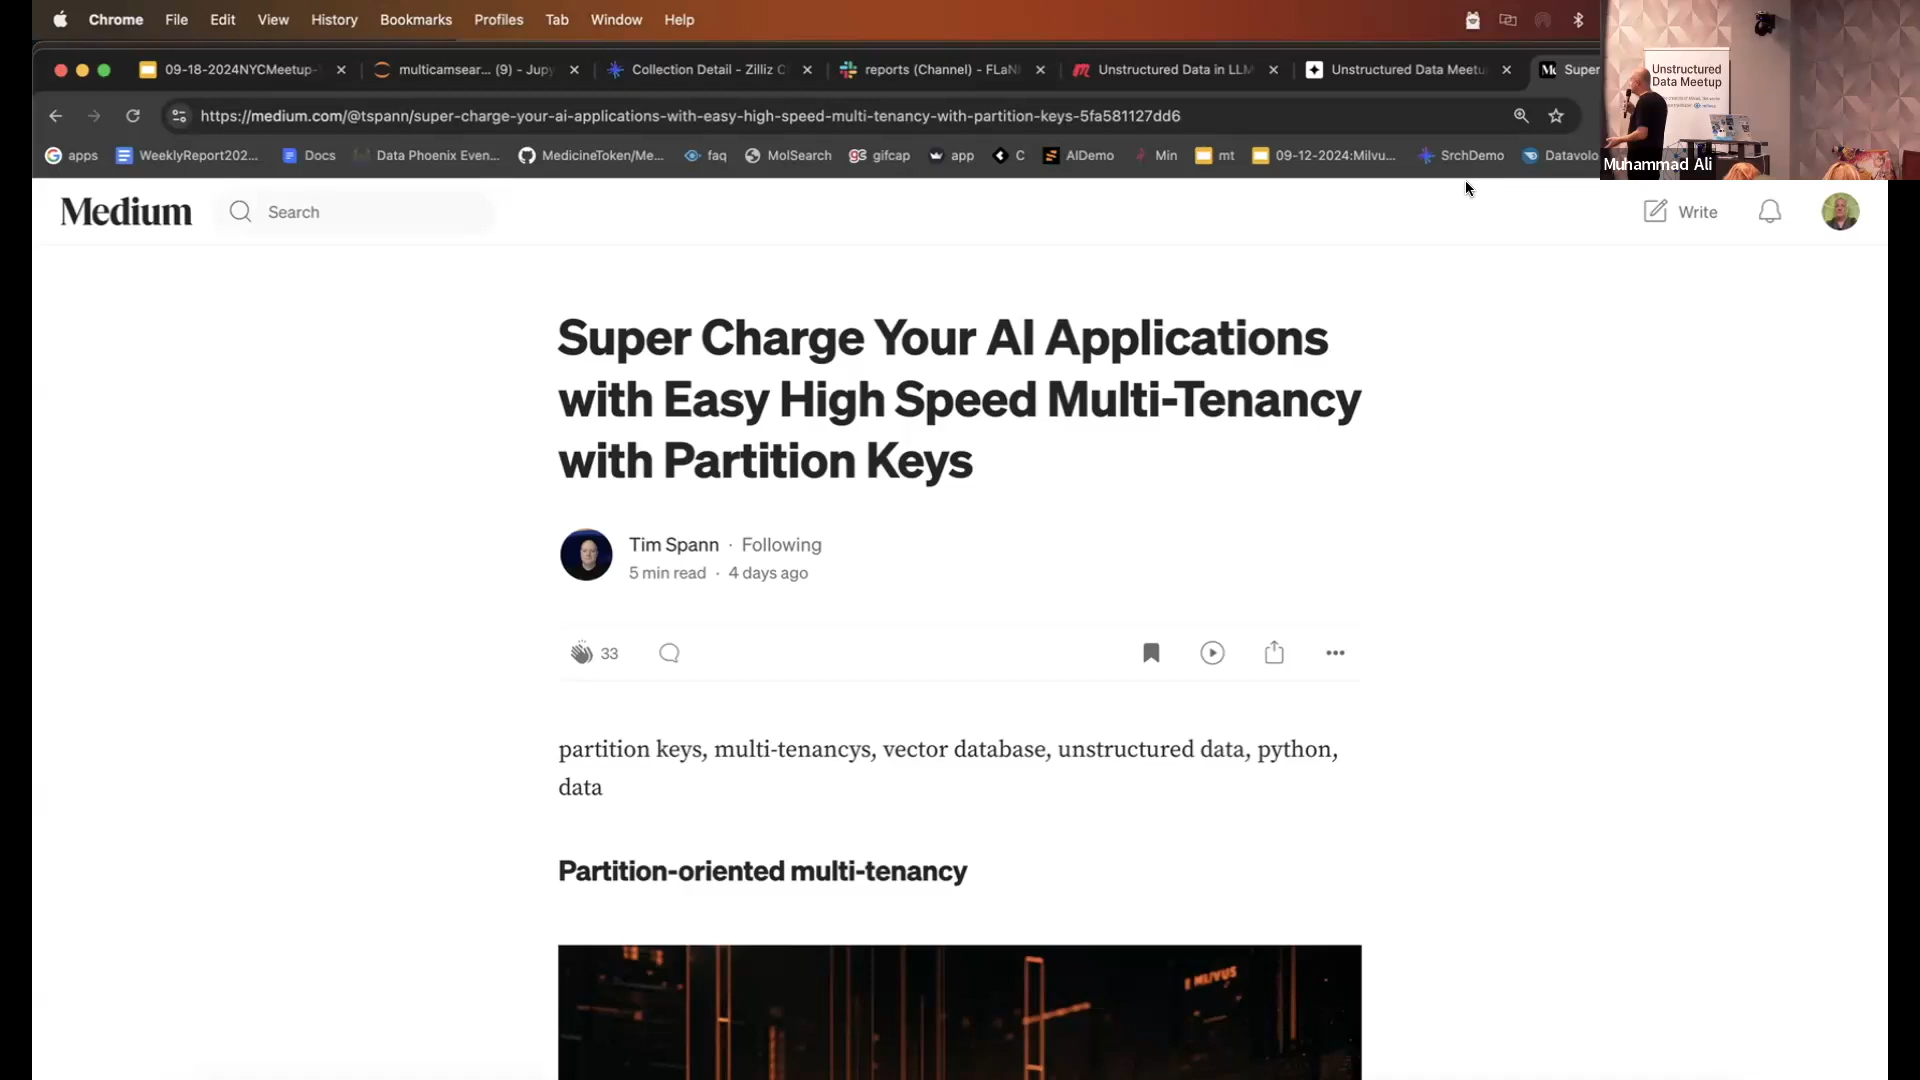 Chrome File Edit View History Bookmarks Profiles Tab Window Help
09-18-2024NYCMeetup- multicamsear... (9) - Jupy Collection Detail - Zilliz C reports (Channel) - FLaN Unstructured Data in LLM Unstructured Data Meetu Super
https://medium.com/@tspann/super-charge-your-ai-applications-with-easy-high-speed-multi-tenancy-with-partition-keys-5fa581127dd6
apps WeeklyReport202... Docs Data Phoenix Even... MedicineToken/Me... faq MolSearch gifcap app C AIDemo Min mt 09-12-2024:Milvu... SrchDemo Datavolo
Unstructured
Data Meetup
Muhammad Ali
Medium Search Write
Super Charge Your AI Applications
with Easy High Speed Multi-Tenancy
with Partition Keys
Tim Spann · Following
5 min read · 4 days ago
33
partition keys, multi-tenancys, vector database, unstructured data, python,
data
Partition-oriented multi-tenancy
MILIVUS